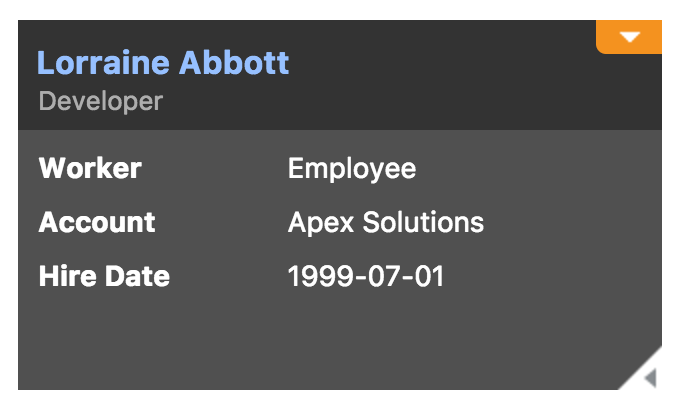 Lorraine Abbott
Developer
Worker Employee
Account Apex Solutions
Hire Date 1999-07-01